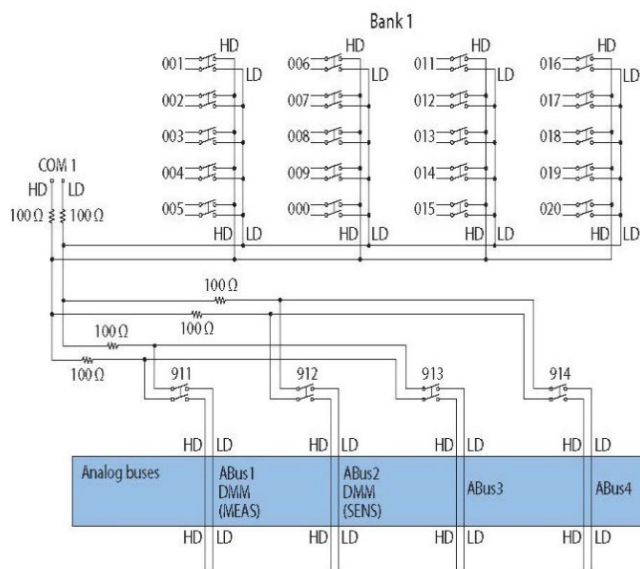 Bank 1
HD
HD
HD
HD
001
006
011
016
LD
LD
LD
LD
002
007
012
017
003
008
013
018
COM 1
004
009
014
019
HD
LD
005
000
015
020
100 Ω
100 Ω
HD
LD
HD
LD
HD
LD
HD
LD
100 Ω
100 Ω
100 Ω
100 Ω
911
912
913
914
HD
LD
HD
LD
HD
LD
HD
LD
Analog buses
ABus1
DMM
(MEAS)
ABus2
DMM
(SENS)
ABus3
ABus4
HD
LD
HD
LD
HD
LD
HD
LD